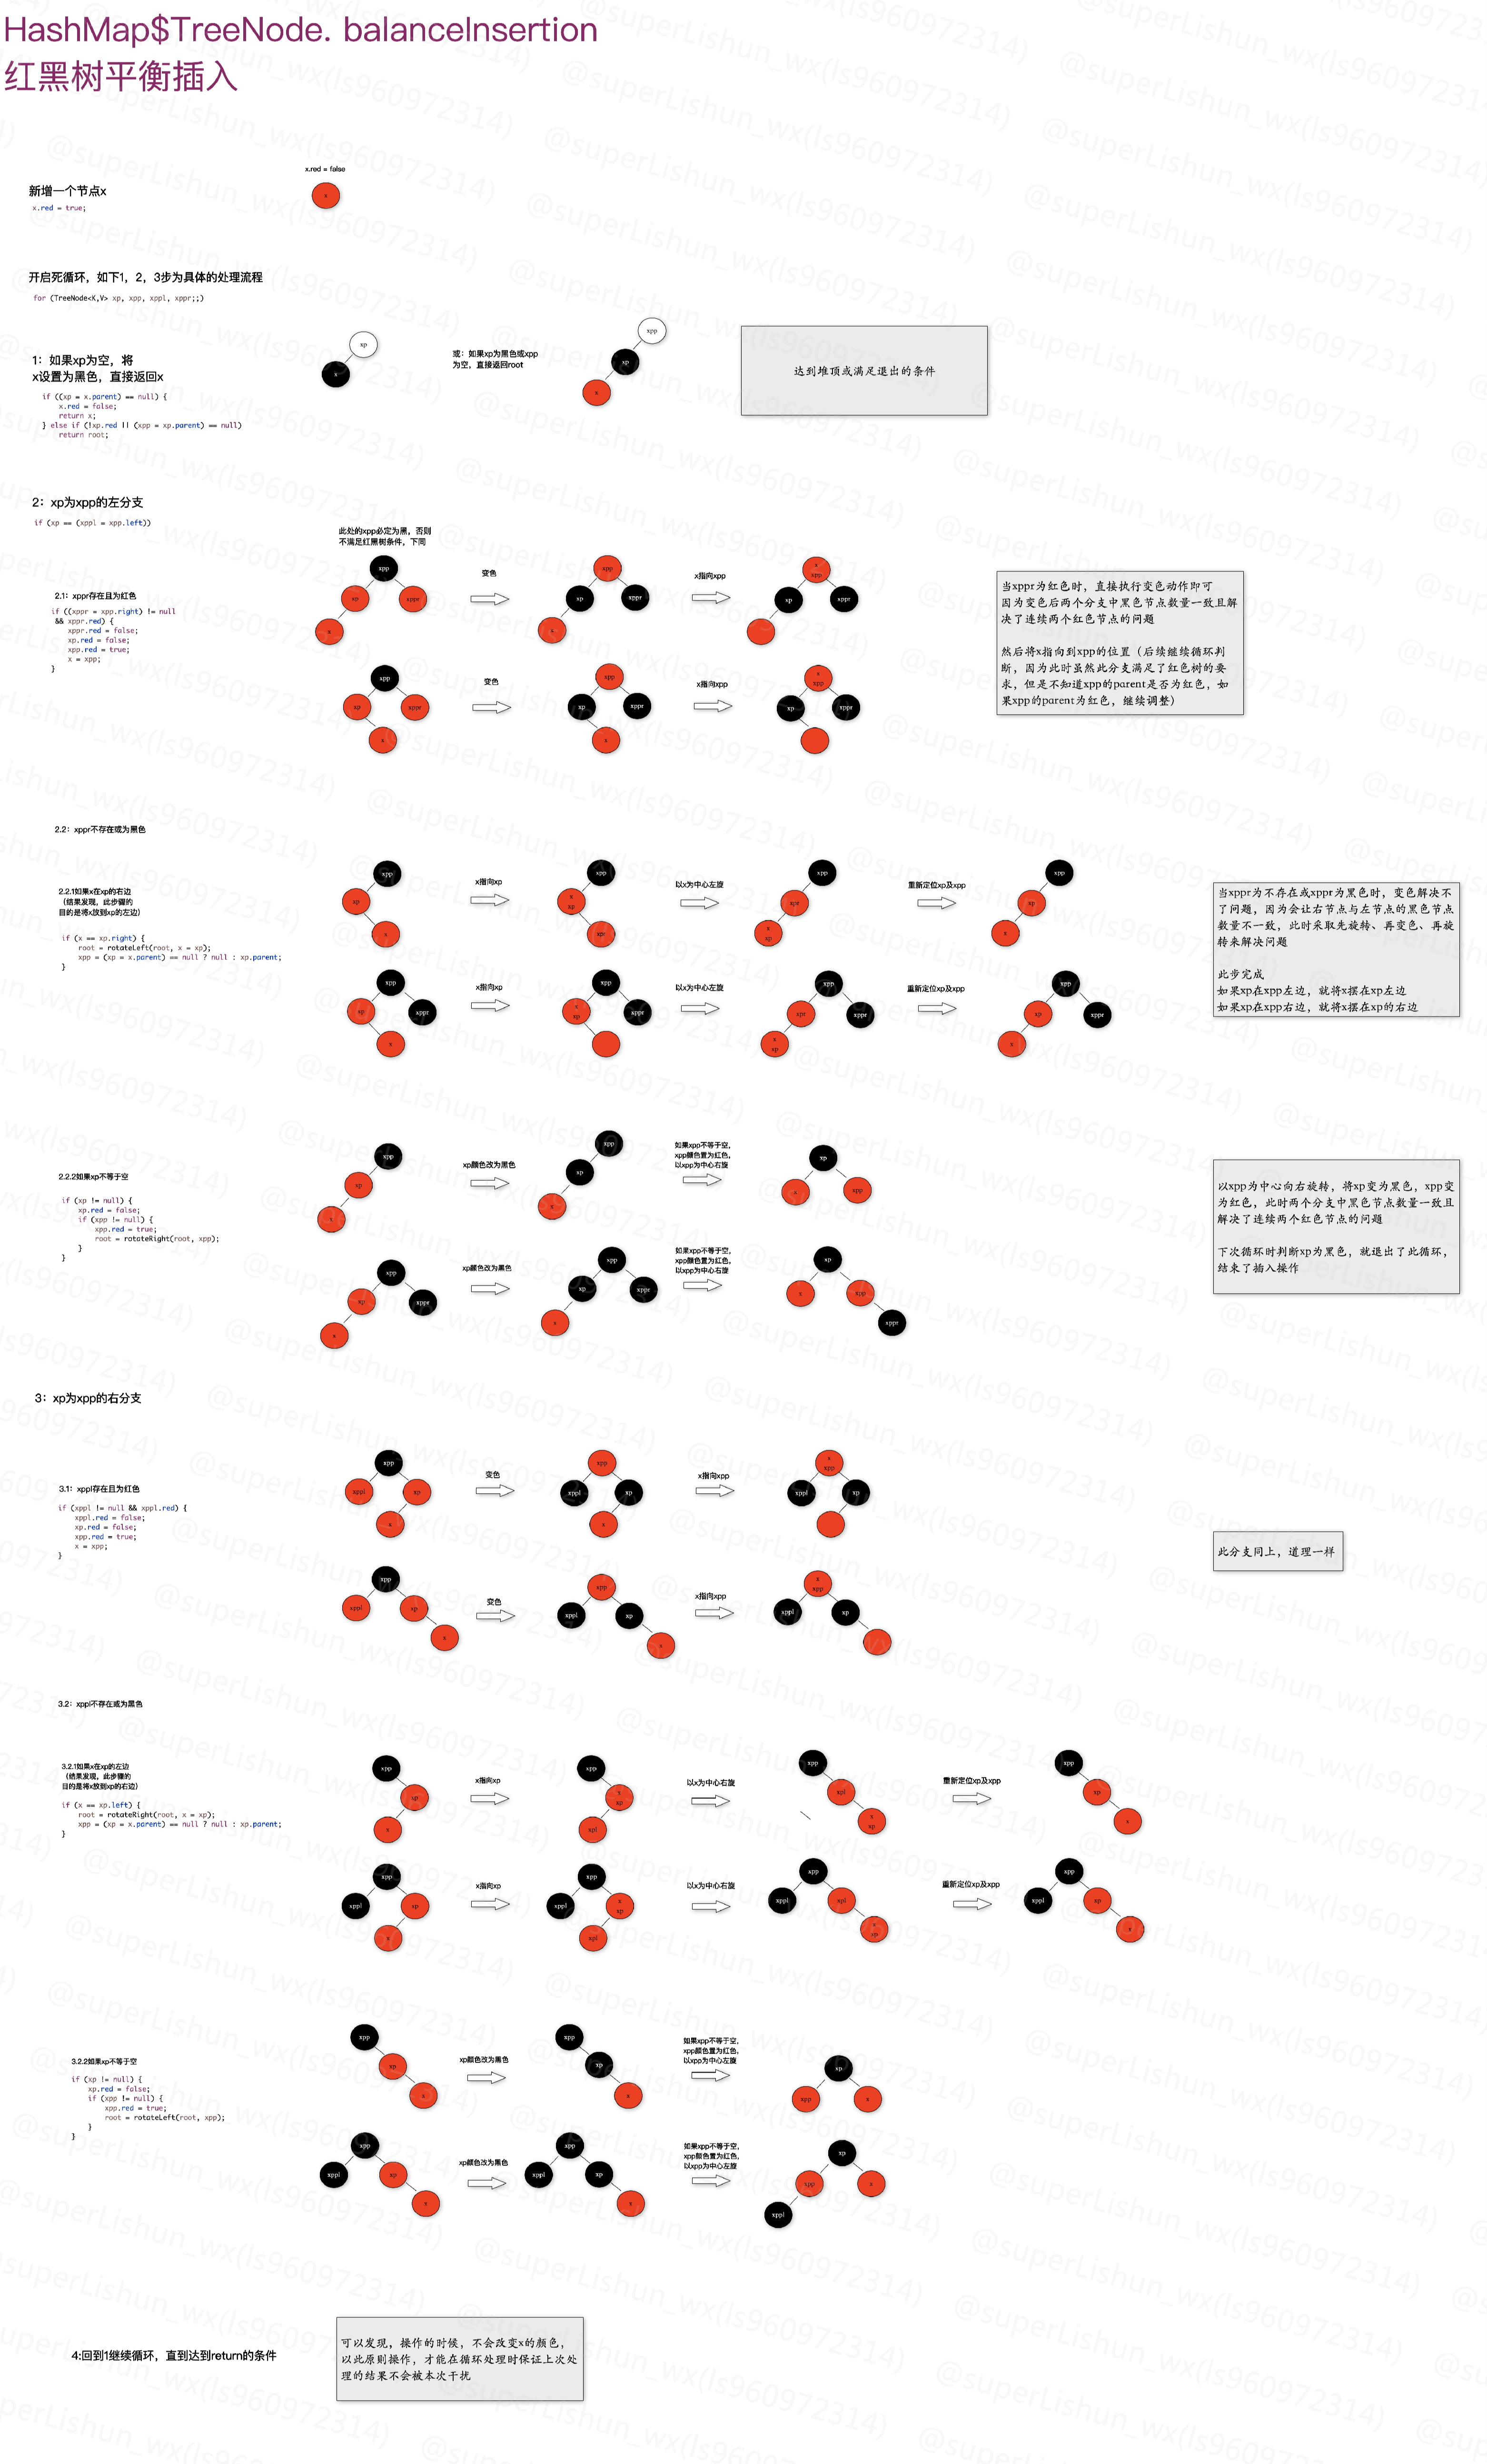 HashMap$TreeNode. balanceInsertion
红黑树平衡插入
x.red = false
新增一个节点x
x.red = true;
x
开启死循环，如下1，2，3步为具体的处理流程
for (TreeNode<K,V> xp, xpp, xppl, xppr;;)
1：如果xp为空，将
x设置为黑色，直接返回x
if ((xp = x.parent) == null) {
x.red = false;
return x;
} else if (!xp.red || (xpp = xp.parent) == null)
return root;
xp
x
或：如果xp为黑色或xpp
为空，直接返回root
xpp
xp
x
达到堆顶或满足退出的条件
2：xp为xpp的左分支
if (xp == (xppl = xpp.left))
此处的xpp必定为黑，否则
不满足红黑树条件，下同
2.1：xppr存在且为红色
if ((xppr = xpp.right) != null
&& xppr.red) {
xppr.red = false;
xp.red = false;
xpp.red = true;
x = xpp;
}
xpp
xp
xppr
x
变色
xpp
xp
xppr
x
x指向xpp
x
xpp
xp
xppr
xpp
xp
xppr
x
变色
xpp
xp
xppr
x
x指向xpp
x
xpp
xp
xppr
当xppr为红色时，直接执行变色动作即可
因为变色后两个分支中黑色节点数量一致且解
决了连续两个红色节点的问题
然后将x指向到xpp的位置（后续继续循环判
断，因为此时虽然此分支满足了红色树的要
求，但是不知道xpp的parent是否为红色，如
果xpp的parent为红色，继续调整）
2.2：xppr不存在或为黑色
2.2.1如果x在xp的右边
（结果发现，此步骤的
目的是将x放到xp的左边）
if (x == xp.right) {
root = rotateLeft(root, x = xp);
xpp = (xp = x.parent) == null ? null : xp.parent;
}
xpp
xp
x
x指向xp
xpp
x
xp
xpr
以x为中心左旋
xpp
xpr
x
xp
重新定位xp及xpp
xpp
xp
x
xpp
xp
xppr
x
x指向xp
xpp
x
xp
xppr
以x为中心左旋
xpp
xpr
xppr
x
xp
重新定位xp及xpp
xpp
xp
xppr
x
当xppr为不存在或xppr为黑色时，变色解决不
了问题，因为会让右节点与左节点的黑色节点
数量不一致，此时采取先旋转、再变色、再旋
转来解决问题
此步完成
如果xp在xpp左边，就将x摆在xp左边
如果xp在xpp右边，就将x摆在xp的右边
2.2.2如果xp不等于空
if (xp != null) {
xp.red = false;
if (xpp != null) {
xpp.red = true;
root = rotateRight(root, xpp);
}
}
xpp
xp
x
xp颜色改为黑色
xpp
xp
x
如果xpp不等于空，
xpp颜色置为红色，
以xpp为中心右旋
xp
x
xpp
xpp
xp
xppr
x
xp颜色改为黑色
xpp
xp
xppr
x
如果xpp不等于空，
xpp颜色置为红色，
以xpp为中心右旋
xp
x
xpp
xppr
以xpp为中心向右旋转，将xp变为黑色，xpp变
为红色，此时两个分支中黑色节点数量一致且
解决了连续两个红色节点的问题
下次循环时判断xp为黑色，就退出了此循环，
结束了插入操作
3：xp为xpp的右分支
3.1：xppl存在且为红色
if (xppl != null && xppl.red) {
xppl.red = false;
xp.red = false;
xpp.red = true;
x = xpp;
}
xpp
xppl
xp
x
变色
xpp
xppl
xp
x
x指向xpp
x
xpp
xppl
xp
xpp
xppl
xp
x
变色
xpp
xppl
xp
x
x指向xpp
x
xpp
xppl
xp
此分支同上，道理一样
3.2：xppl不存在或为黑色
3.2.1如果x在xp的左边
（结果发现，此步骤的
目的是将x放到xp的右边）
if (x == xp.left) {
root = rotateRight(root, x = xp);
xpp = (xp = x.parent) == null ? null : xp.parent;
}
xpp
xp
x
x指向xp
xpp
x
xp
xpl
以x为中心右旋
xpp
xpl
x
xp
重新定位xp及xpp
xpp
xp
x
xpp
xppl
xp
x
x指向xp
xpp
xppl
x
xp
xpl
以x为中心右旋
xpp
xppl
xpl
x
xp
重新定位xp及xpp
xpp
xppl
xp
x
3.2.2如果xp不等于空
if (xp != null) {
xp.red = false;
if (xpp != null) {
xpp.red = true;
root = rotateLeft(root, xpp);
}
}
xpp
xp
x
xp颜色改为黑色
xpp
xp
x
如果xpp不等于空，
xpp颜色置为红色，
以xpp为中心左旋
xp
xpp
x
xpp
xppl
xp
x
xp颜色改为黑色
xpp
xppl
xp
x
如果xpp不等于空，
xpp颜色置为红色，
以xpp为中心左旋
xp
xpp
x
xppl
4:回到1继续循环，直到达到return的条件
可以发现，操作的时候，不会改变x的颜色，
以此原则操作，才能在循环处理时保证上次处
理的结果不会被本次干扰
@superLishun_wx(ls960972314)